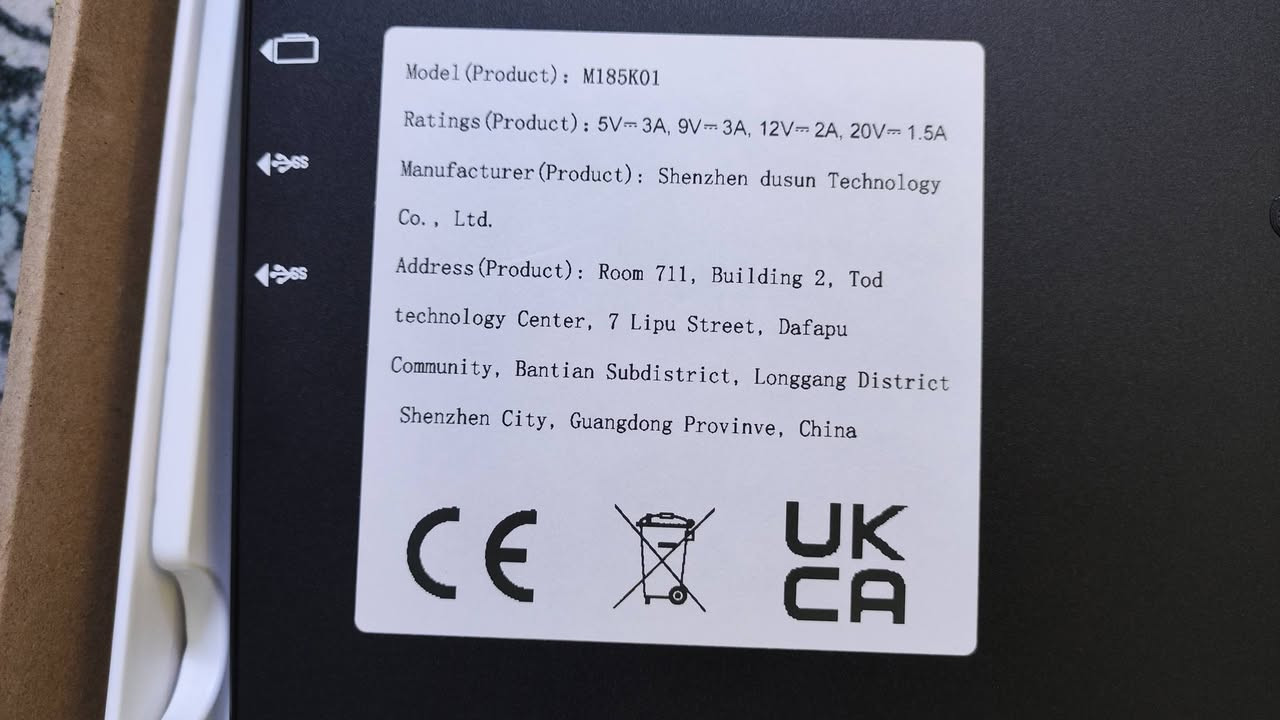 Model(Product): M185K01
Ratings(Product): 5V⎓3A, 9V⎓3A, 12V⎓2A, 20V⎓1.5A
Manufacturer(Product): Shenzhen dusun Technology
Co., Ltd.
Address(Product): Room 711, Building 2, Tod
technology Center, 7 Lipu Street, Dafapu
Community, Bantian Subdistrict, Longgang District
Shenzhen City, Guangdong Provinve, China
CE
UK
CA
SS
SS